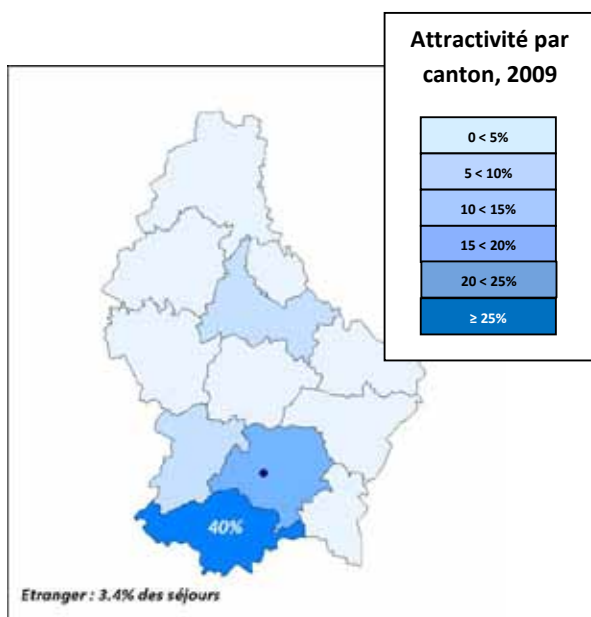 Attractivité par
canton, 2009
0 < 5%
5 < 10%
10 < 15%
15 < 20%
20 < 25%
≥ 25%
40%
Etranger : 3.4% des séjours